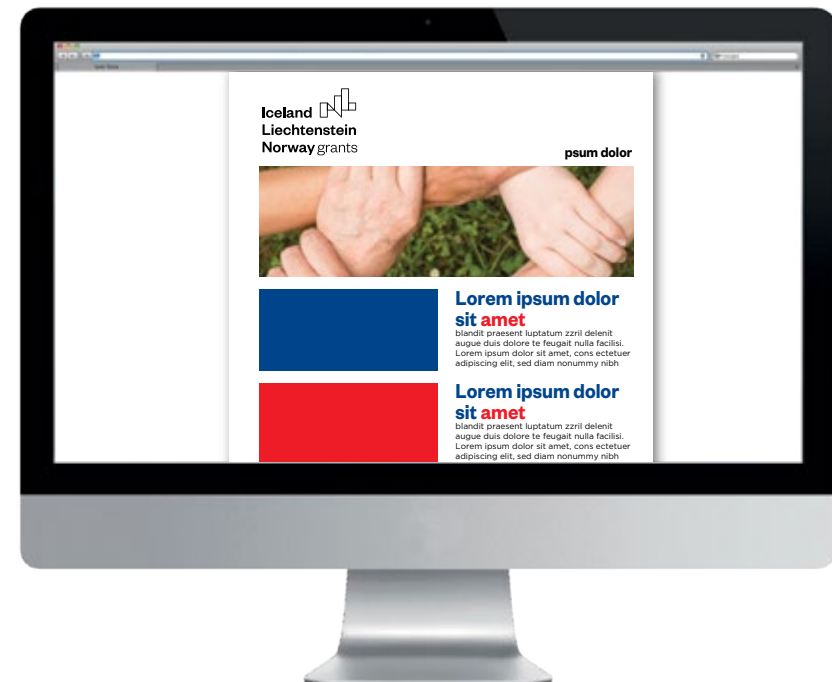 Iceland
Liechtenstein
Norway grants
psum dolor
Lorem ipsum dolor
sit amet
blandit praesent luptatum zzril delenit
augue duis dolore te feugait nulla facilisi.
Lorem ipsum dolor sit amet, cons ectetuer
adipiscing elit, sed diam nonummy nibh
Lorem ipsum dolor
sit amet
blandit praesent luptatum zzril delenit
augue duis dolore te feugait nulla facilisi.
Lorem ipsum dolor sit amet, cons ectetuer
adipiscing elit, sed diam nonummy nibh